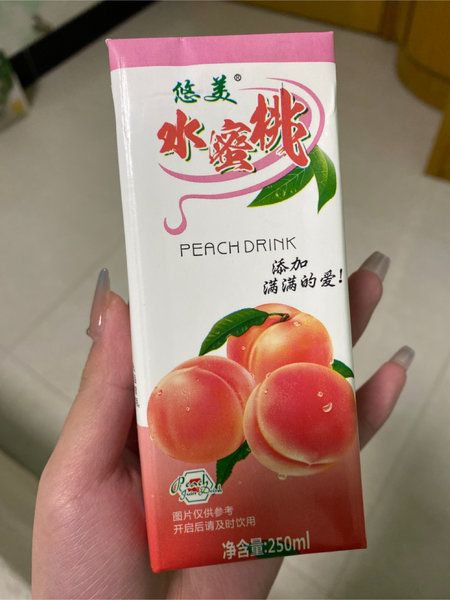 悠美®
水蜜桃
PEACH DRINK
添加
满满的爱!
Peach
图片仅供参考
开启后请及时饮用
净含量:250ml